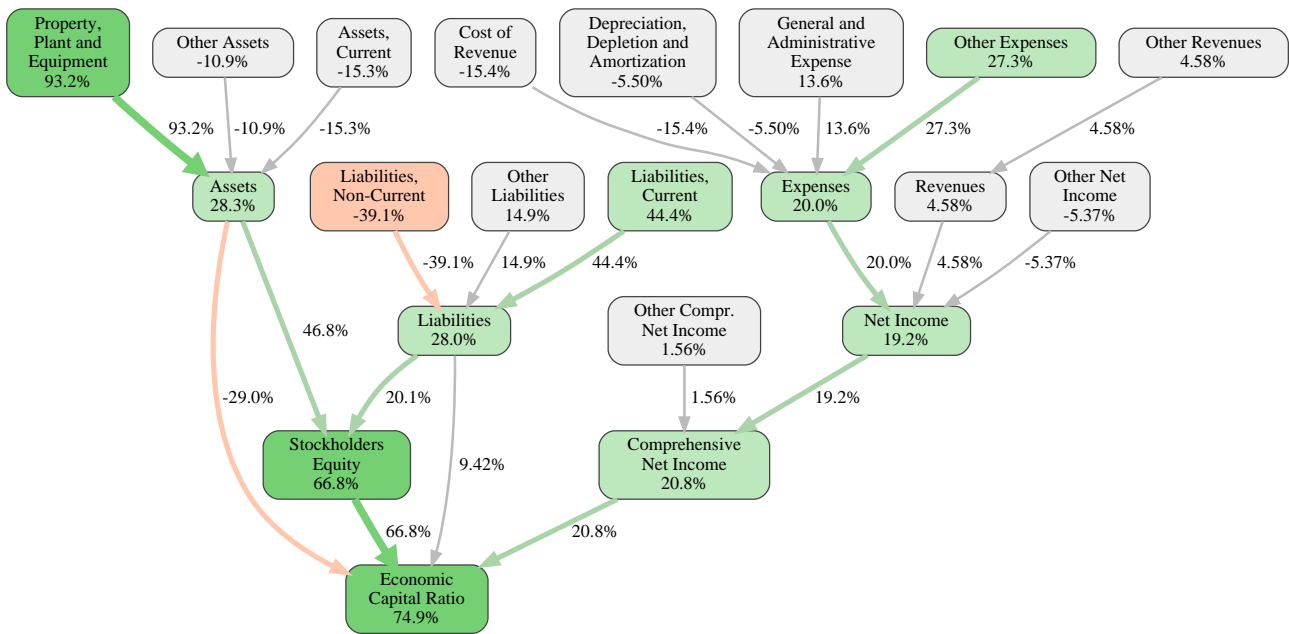 Property,
Plant and
Equipment
93.2%
Other Assets
-10.9%
Assets,
Current
-15.3%
Cost of
Revenue
-15.4%
Depreciation,
Depletion and
Amortization
-5.50%
General and
Administrative
Expense
13.6%
Other Expenses
27.3%
Other Revenues
4.58%
93.2%
-10.9%
-15.3%
-15.4%
-5.50%
13.6%
27.3%
4.58%
Assets
28.3%
Liabilities,
Non-Current
-39.1%
Other
Liabilities
14.9%
Liabilities,
Current
44.4%
Expenses
20.0%
Revenues
4.58%
Other Net
Income
-5.37%
-39.1%
14.9%
44.4%
20.0%
4.58%
-5.37%
46.8%
Liabilities
28.0%
Other Compr.
Net Income
1.56%
Net Income
19.2%
-29.0%
20.1%
1.56%
19.2%
Stockholders
Equity
66.8%
9.42%
Comprehensive
Net Income
20.8%
66.8%
20.8%
Economic
Capital Ratio
74.9%